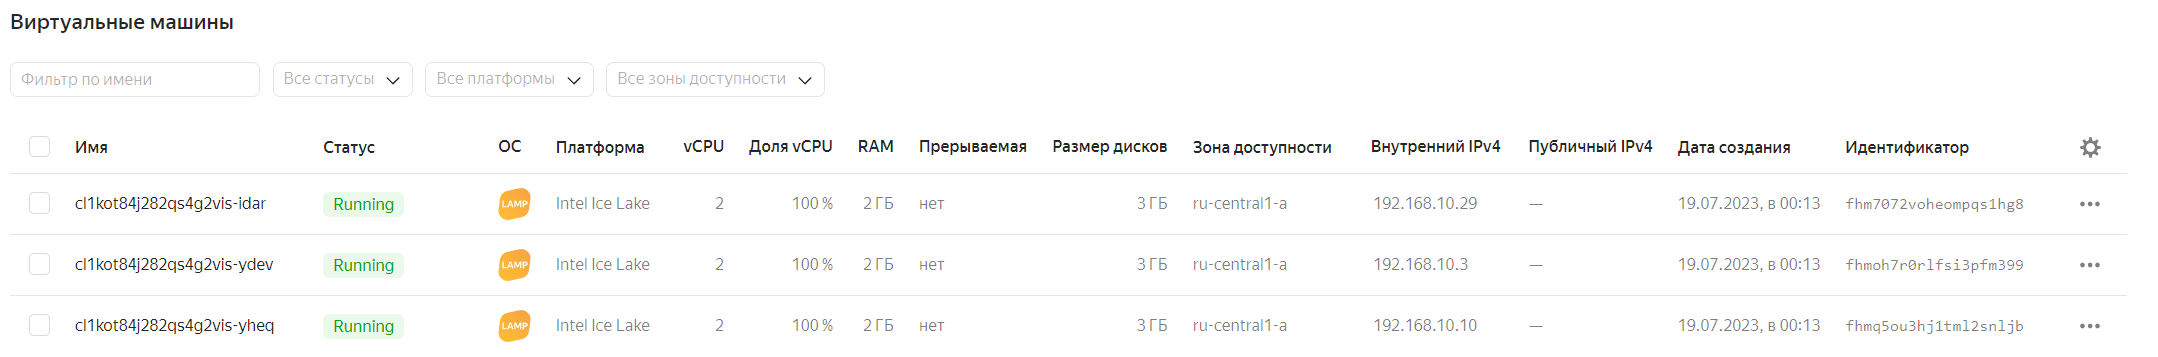 Виртуальные машины
Фильтр по имени Все статусы Все платформы Все зоны доступности
Имя Статус ОС Платформа vCPU Доля vCPU RAM Прерываемая Размер дисков Зона доступности Внутренний IPv4 Публичный IPv4 Дата создания Идентификатор
cl1kot84j282qs4g2vis-idar Running LAMP Intel Ice Lake 2 100 % 2 ГБ нет 3 ГБ ru-central1-a 192.168.10.29 — 19.07.2023, в 00:13 fhm7072voheompqs1hg8
cl1kot84j282qs4g2vis-ydev Running LAMP Intel Ice Lake 2 100 % 2 ГБ нет 3 ГБ ru-central1-a 192.168.10.3 — 19.07.2023, в 00:13 fhmoh7r0rlfsi3pfm399
cl1kot84j282qs4g2vis-yheq Running LAMP Intel Ice Lake 2 100 % 2 ГБ нет 3 ГБ ru-central1-a 192.168.10.10 — 19.07.2023, в 00:13 fhmq5ou3hj1tml2snljb